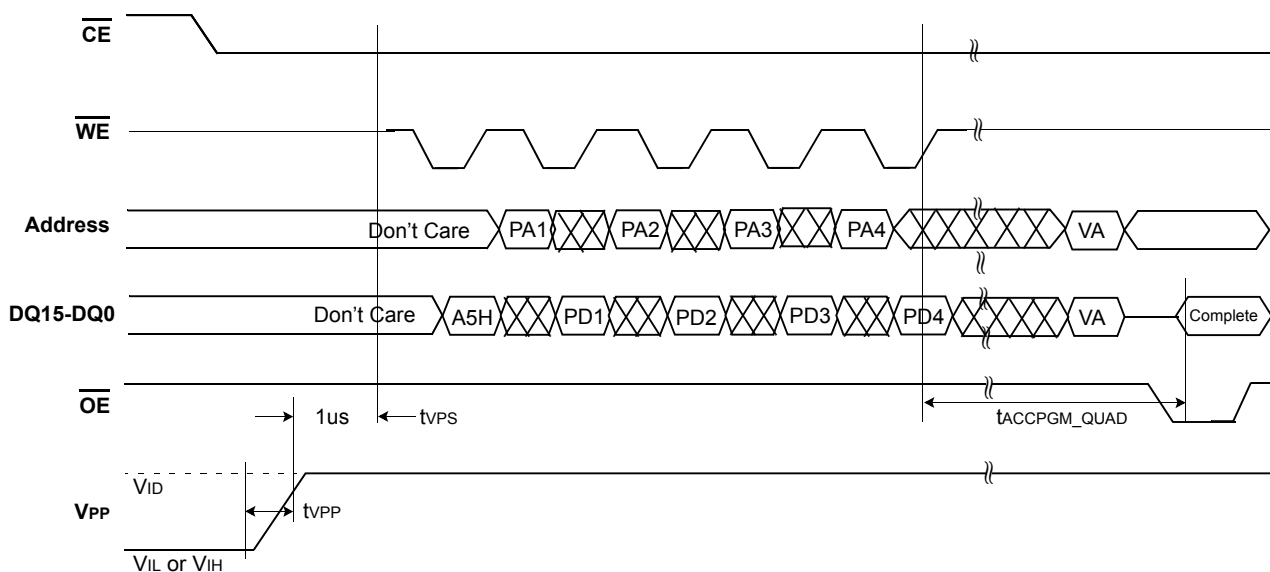 CE
WE
Address Don't Care PA1 PA2 PA3 PA4 VA
DQ15-DQ0 Don't Care A5H PD1 PD2 PD3 PD4 VA Complete
OE
1us tVPS tACCPGM_QUAD
VID
VPP tVPP
VIL or VIH